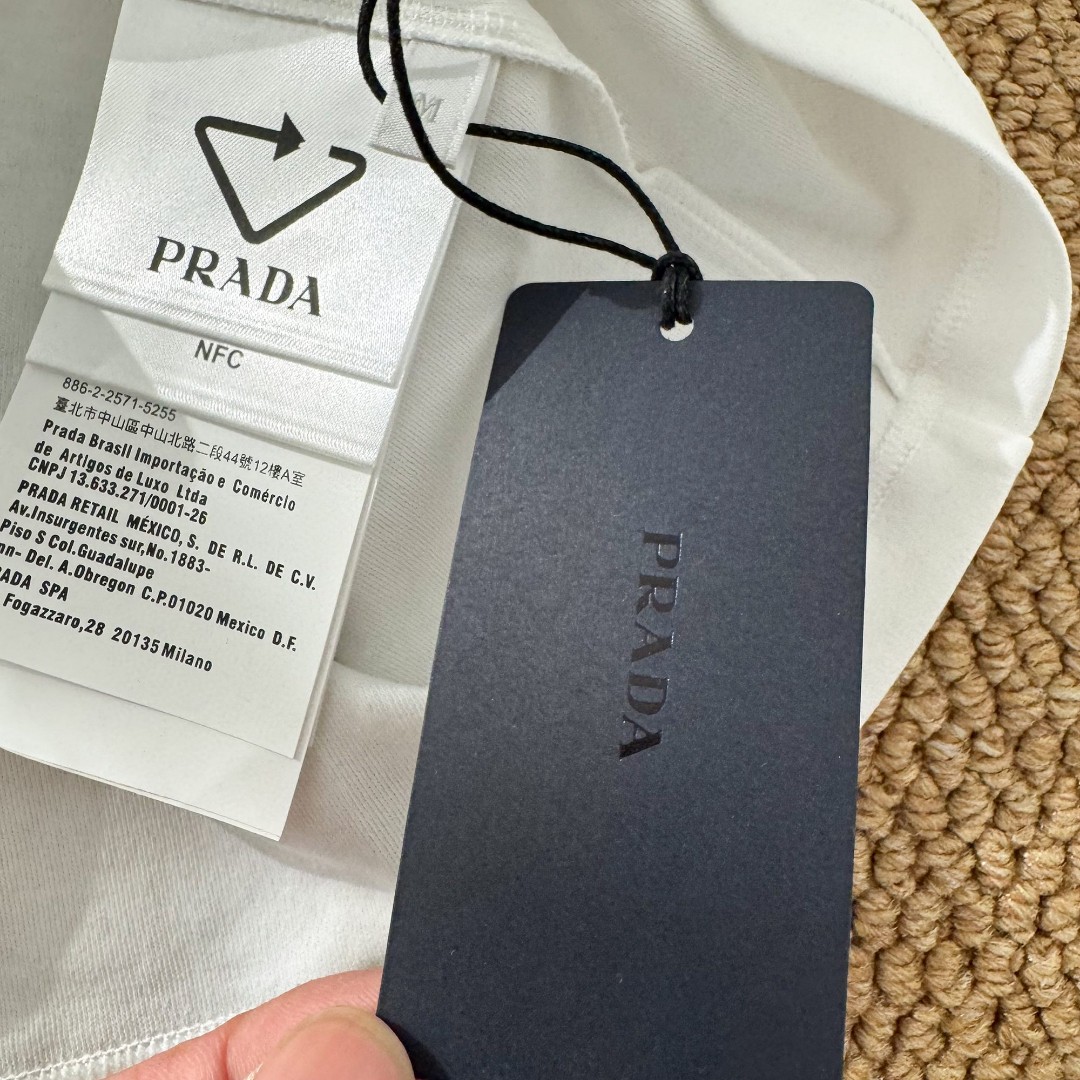 M
PRADA
NFC
886-2-2571-5255
臺北市中山區中山北路二段44號12樓A室
Prada Brasil Importação e Comércio
de Artigos de Luxo Ltda
CNPJ 13.633.271/0001-26
PRADA RETAIL MÉXICO, S. DE R.L. DE C.V.
Av.Insurgentes sur,No.1883-
Piso S Col.Guadalupe
nn- Del. A.Obregon C.P.01020 Mexico D.F.
RADA SPA
Fogazzaro,28 20135 Milano
PRADA